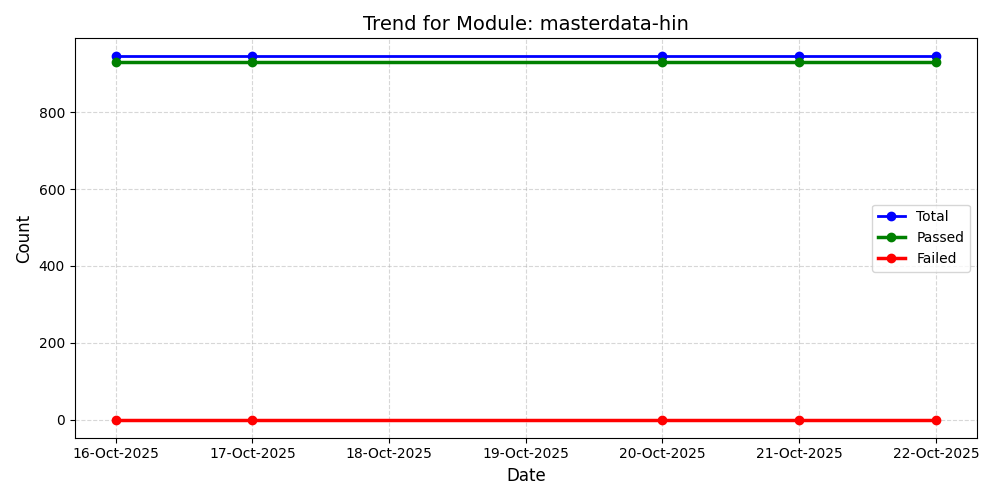 Trend for Module: masterdata-hin
800
600
400
200
0
Count
Total
Passed
Failed
16-Oct-2025 17-Oct-2025 18-Oct-2025 19-Oct-2025 20-Oct-2025 21-Oct-2025 22-Oct-2025
Date